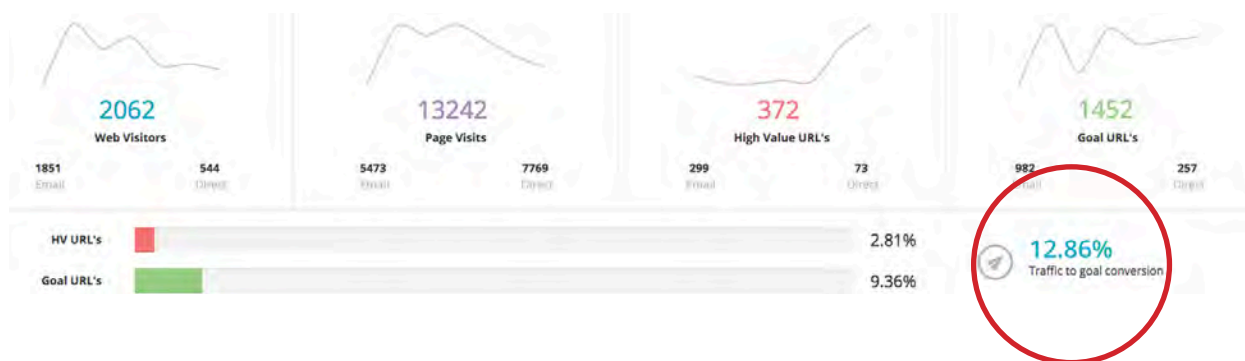 2062
Web Visitors
1851 544
Email Direct
13242
Page Visits
5473 7769
Email Direct
372
High Value URL's
299 73
Email Direct
1452
Goal URL's
982 257
Email Direct
HV URL's 2.81%
Goal URL's 9.36%
12.86%
Traffic to goal conversion